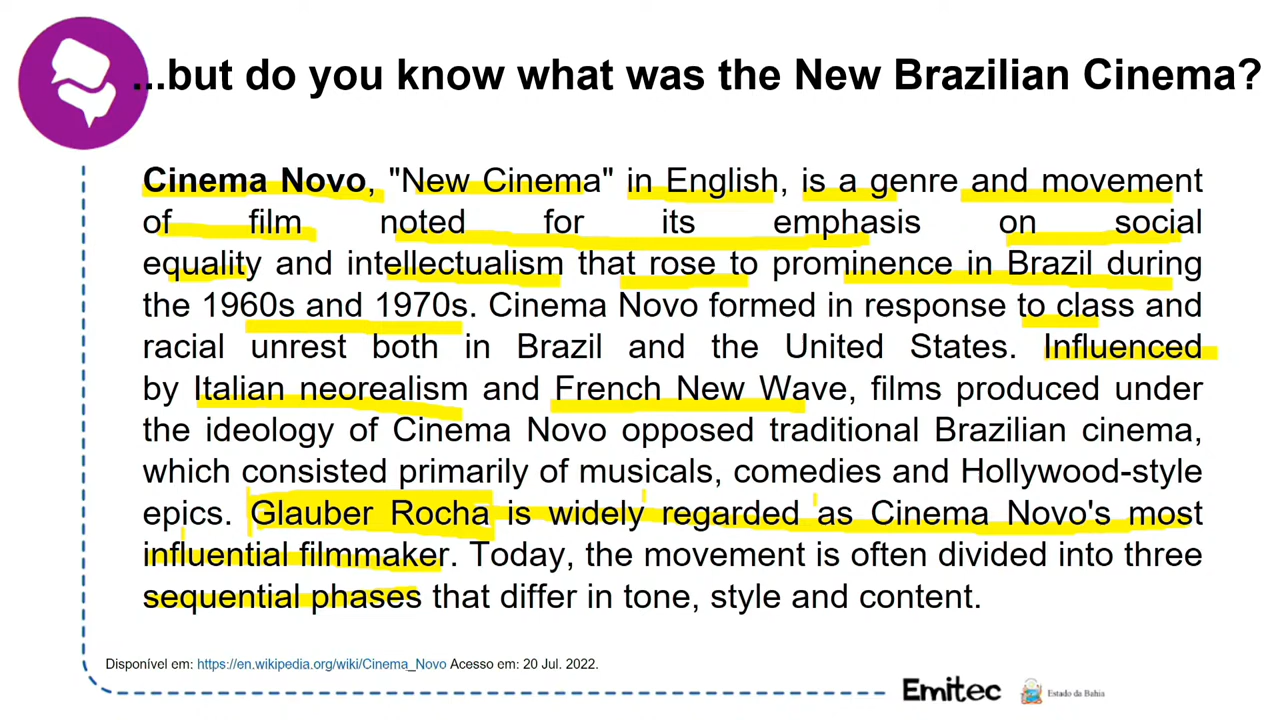 ...but do you know what was the New Brazilian Cinema?
Cinema Novo, "New Cinema" in English, is a genre and movement
of film noted for its emphasis on social
equality and intellectualism that rose to prominence in Brazil during
the 1960s and 1970s. Cinema Novo formed in response to class and
racial unrest both in Brazil and the United States. Influenced
by Italian neorealism and French New Wave, films produced under
the ideology of Cinema Novo opposed traditional Brazilian cinema,
which consisted primarily of musicals, comedies and Hollywood-style
epics. Glauber Rocha is widely regarded as Cinema Novo's most
influential filmmaker. Today, the movement is often divided into three
sequential phases that differ in tone, style and content.
Disponível em: https://en.wikipedia.org/wiki/Cinema_Novo Acesso em: 20 Jul. 2022.
Emitec Estado da Bahia